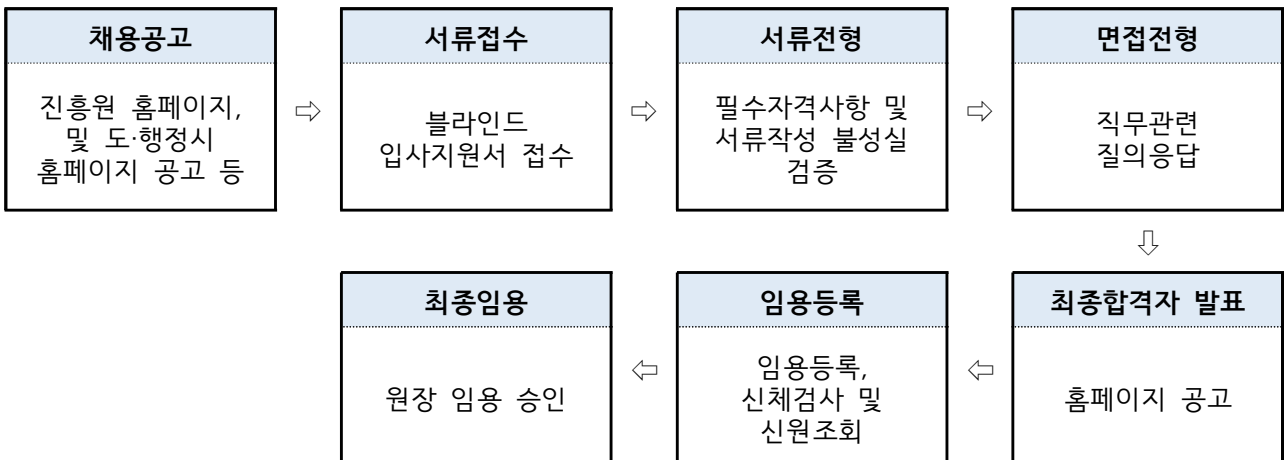 채용공고
진흥원 홈페이지,
및 도·행정시
홈페이지 공고 등
⇨
서류접수
블라인드
입사지원서 접수
⇨
서류전형
필수자격사항 및
서류작성 불성실
검증
⇨
면접전형
직무관련
질의응답
⇩
최종합격자 발표
홈페이지 공고
⇦
임용등록
임용등록,
신체검사 및
신원조회
⇦
최종임용
원장 임용 승인